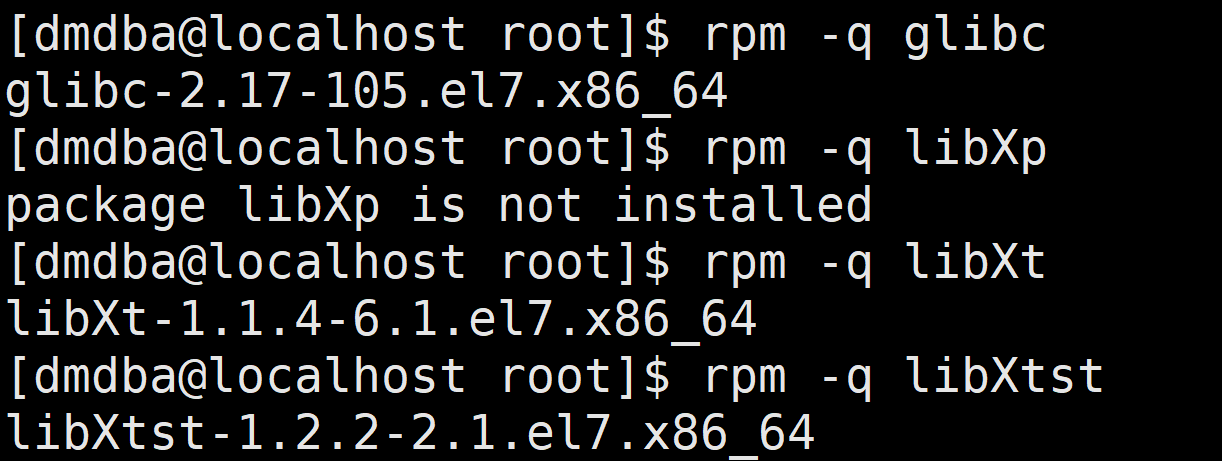 [dmdba@localhost root]$ rpm -q glibc
glibc-2.17-105.el7.x86_64
[dmdba@localhost root]$ rpm -q libXp
package libXp is not installed
[dmdba@localhost root]$ rpm -q libXt
libXt-1.1.4-6.1.el7.x86_64
[dmdba@localhost root]$ rpm -q libXtst
libXtst-1.2.2-2.1.el7.x86_64